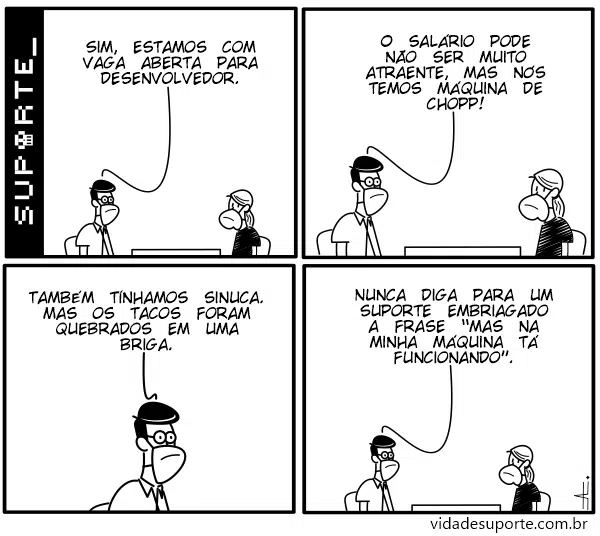 SUPORTE_
SIM, ESTAMOS COM
VAGA ABERTA PARA
DESENVOLVEDOR.
O SALÁRIO PODE
NÃO SER MUITO
ATRAENTE, MAS NÓS
TEMOS MÁQUINA DE
CHOPP!
TAMBÉM TÍNHAMOS SINUCA.
MAS OS TACOS FORAM
QUEBRADOS EM UMA
BRIGA.
NUNCA DIGA PARA UM
SUPORTE EMBRIAGADO
A FRASE "MAS NA
MINHA MÁQUINA TÁ
FUNCIONANDO".
vidadesuporte.com.br